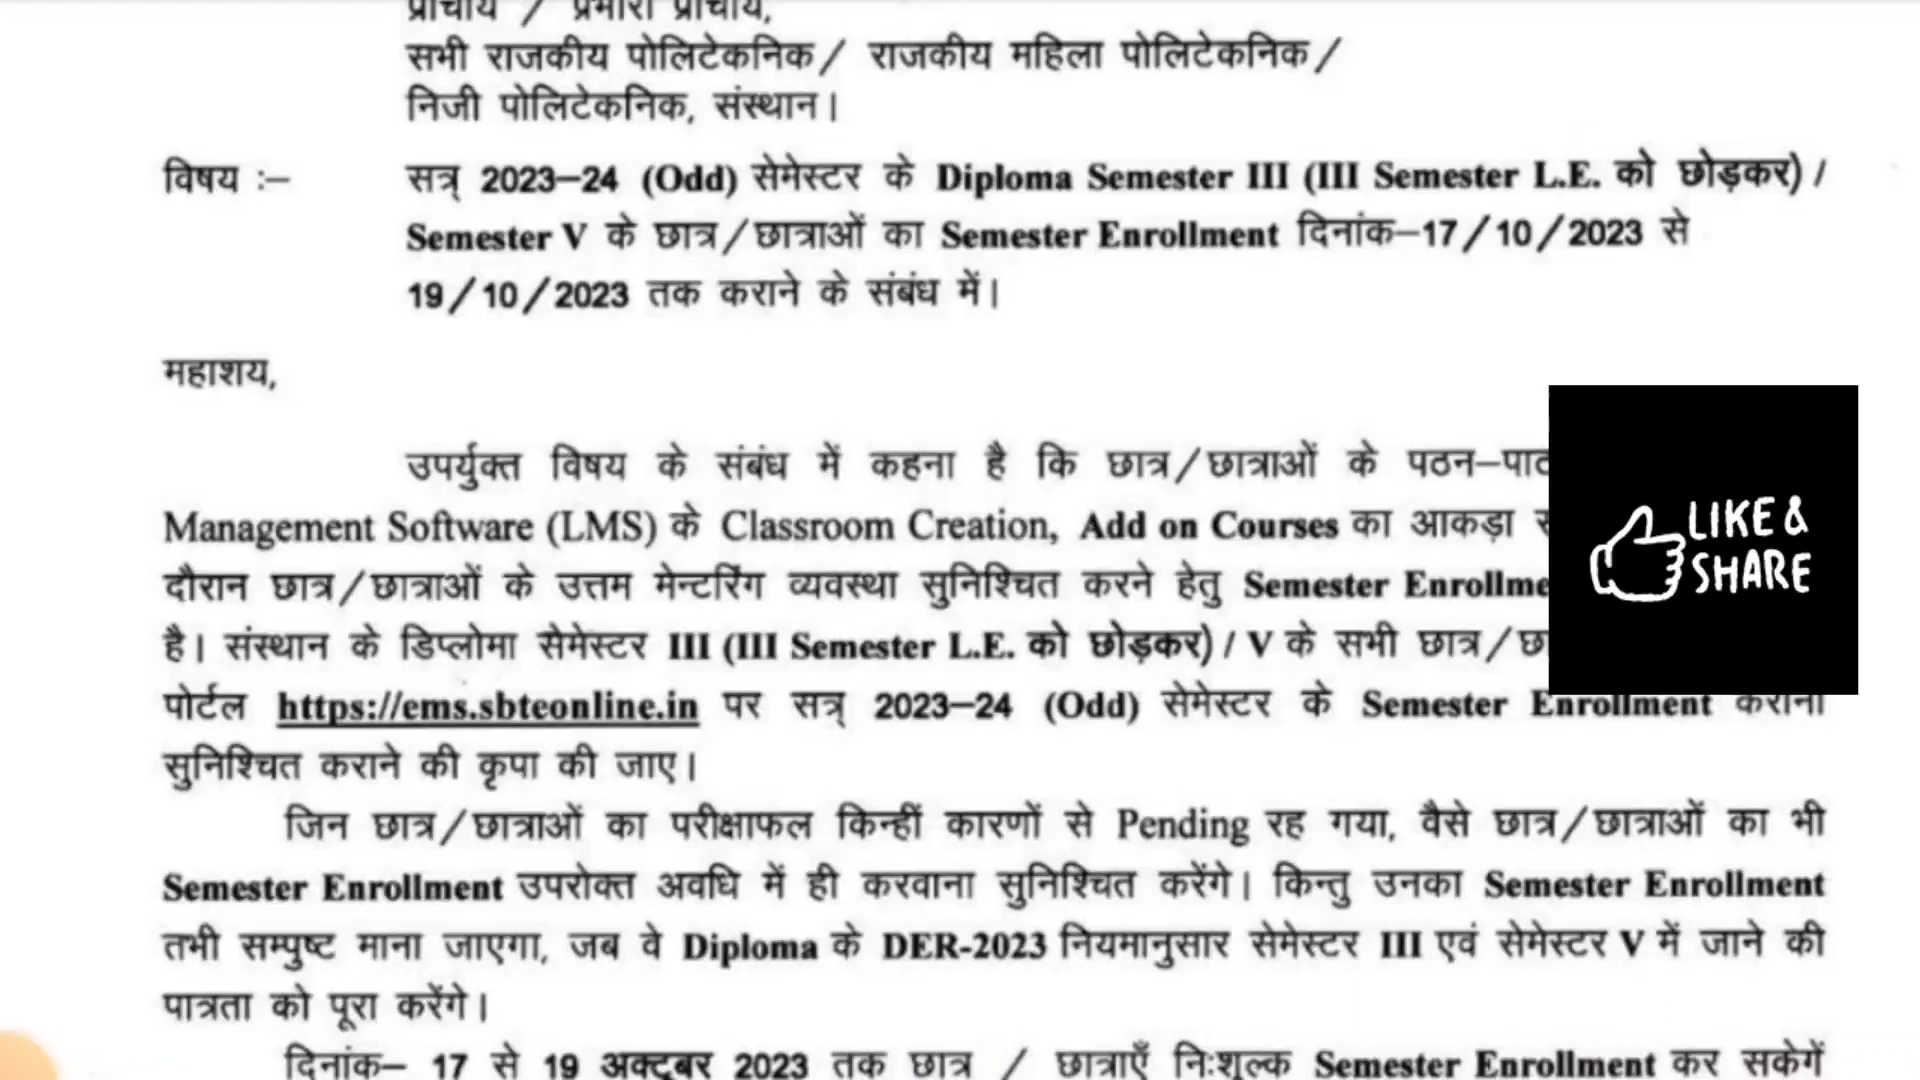 प्राचार्य / प्रभारी प्राचार्य,
सभी राजकीय पोलिटेकनिक/ राजकीय महिला पोलिटेकनिक/
निजी पोलिटेकनिक, संस्थान।
विषय :– सत्र् 2023–24 (Odd) सेमेस्टर के Diploma Semester III (III Semester L.E. को छोड़कर) /
Semester V के छात्र/छात्राओं का Semester Enrollment दिनांक–17/10/2023 से
19/10/2023 तक कराने के संबंध में।
महाशय,
उपर्युक्त विषय के संबंध में कहना है कि छात्र/छात्राओं के
Management Software (LMS) के Classroom Creation, Add on Courses का आकड़ा
LIKE &
SHARE
दौरान छात्र/छात्राओं के उत्तम मेन्टरिंग व्यवस्था सुनिश्चित करने हेतु Semester
है। संस्थान के डिप्लोमा सेमेस्टर III (III Semester L.E. को छोड़कर) / V के सभी छात्र/
पोर्टल https://ems.sbteonline.in पर सत्र् 2023–24 (Odd) सेमेस्टर के Semester Enrollment कराना
सुनिश्चित कराने की कृपा की जाए।
जिन छात्र/छात्राओं का परीक्षाफल किन्हीं कारणों से Pending रह गया, वैसे छात्र/छात्राओं का भी
Semester Enrollment उपरोक्त अवधि में ही करवाना सुनिश्चित करेंगे। किन्तु उनका Semester Enrollment
तभी सम्पुष्ट माना जाएगा, जब वे Diploma के DER-2023 नियमानुसार सेमेस्टर III एवं सेमेस्टर V में जाने की
पात्रता को पूरा करेंगे।
दिनांक– 17 से 19 अक्टूबर 2023 तक छात्र / छात्राएँ निःशुल्क Semester Enrollment कर सकेगें